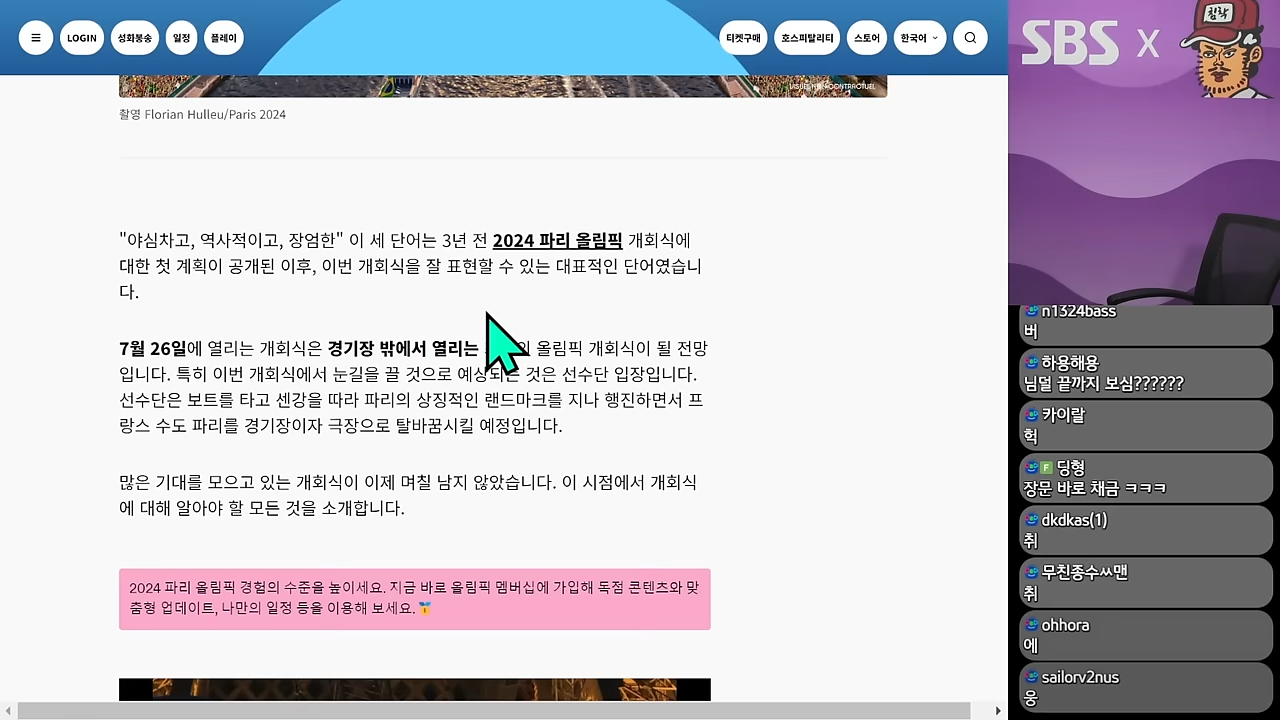 LOGIN
성화봉송
일정
플레이
티켓구매
호스피탈리티
스토어
한국어
SBS X
침착
촬영 Florian Hulleu/Paris 2024
"야심차고, 역사적이고, 장엄한" 이 세 단어는 3년 전 2024 파리 올림픽 개회식에
대한 첫 계획이 공개된 이후, 이번 개회식을 잘 표현할 수 있는 대표적인 단어였습니
다.
7월 26일에 열리는 개회식은 경기장 밖에서 열리는 올림픽 개회식이 될 전망
입니다. 특히 이번 개회식에서 눈길을 끌 것으로 예상되는 것은 선수단 입장입니다.
선수단은 보트를 타고 센강을 따라 파리의 상징적인 랜드마크를 지나 행진하면서 프
랑스 수도 파리를 경기장이자 극장으로 탈바꿈시킬 예정입니다.
많은 기대를 모으고 있는 개회식이 이제 며칠 남지 않았습니다. 이 시점에서 개회식
에 대해 알아야 할 모든 것을 소개합니다.
2024 파리 올림픽 경험의 수준을 높이세요. 지금 바로 올림픽 멤버십에 가입해 독점 콘텐츠와 맞
춤형 업데이트, 나만의 일정 등을 이용해 보세요.🏅
n1324bass
버
하용해용
님덜 끝까지 보심??????
카이랄
헉
F 딩형
장문 바로 채금 ㅋㅋㅋ
dkdkas(1)
취
무친종수ㅆ맨
취
ohhora
에
sailorv2nus
웅